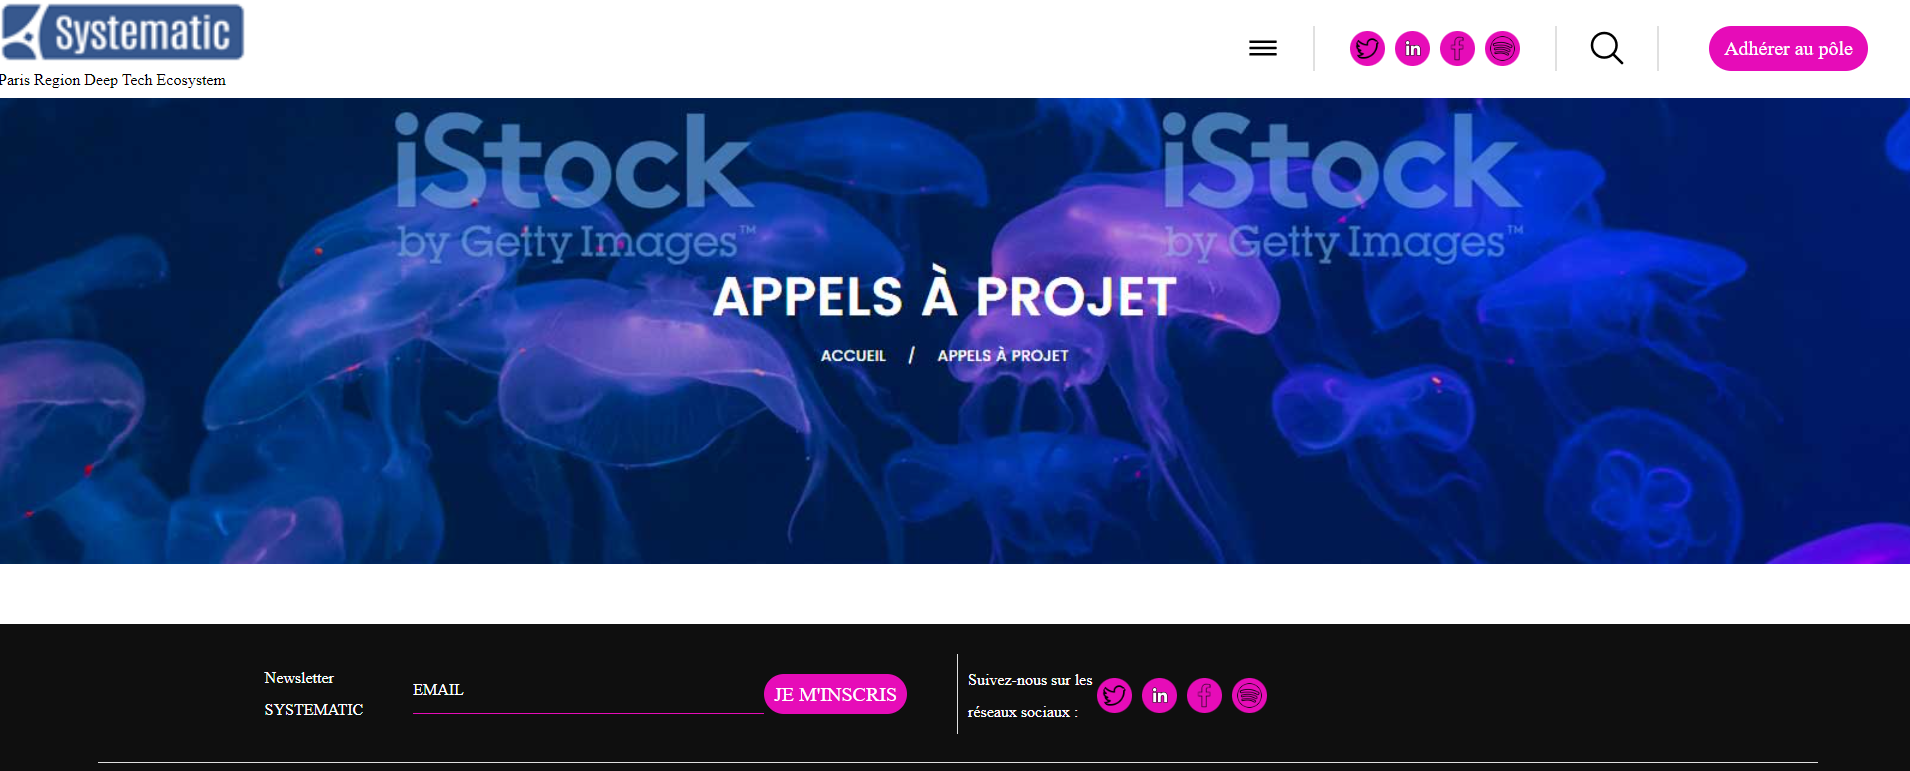 Systematic
Paris Region Deep Tech Ecosystem
in
Adhérer au pôle
iStock
by Getty Images™
iStock
by Getty Images™
APPELS À PROJET
ACCUEIL / APPELS À PROJET
Newsletter
SYSTEMATIC
EMAIL
JE M'INSCRIS
Suivez-nous sur les
réseaux sociaux :
in